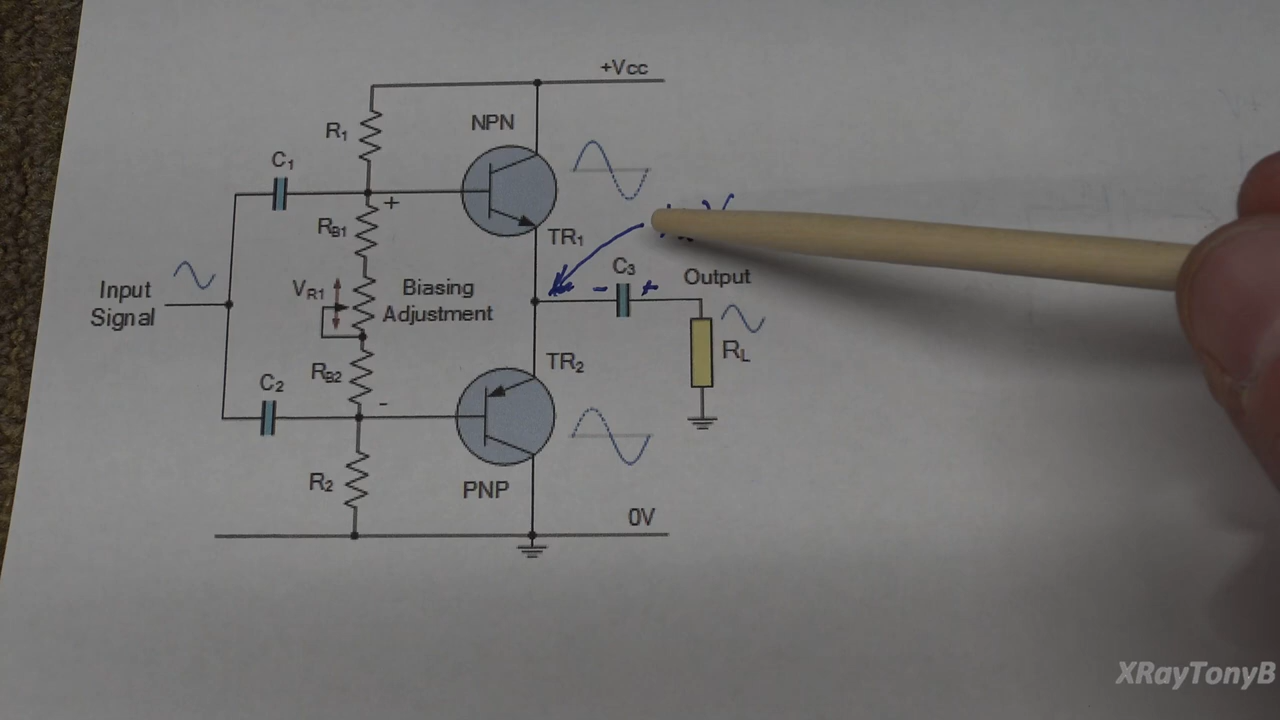 +Vcc
R1
NPN
C1
+
RB1
TR1
V
C3
Output
- +
Input
Signal
VR1
Biasing
Adjustment
RL
RB2
TR2
C2
-
R2
PNP
0V
XRayTonyB